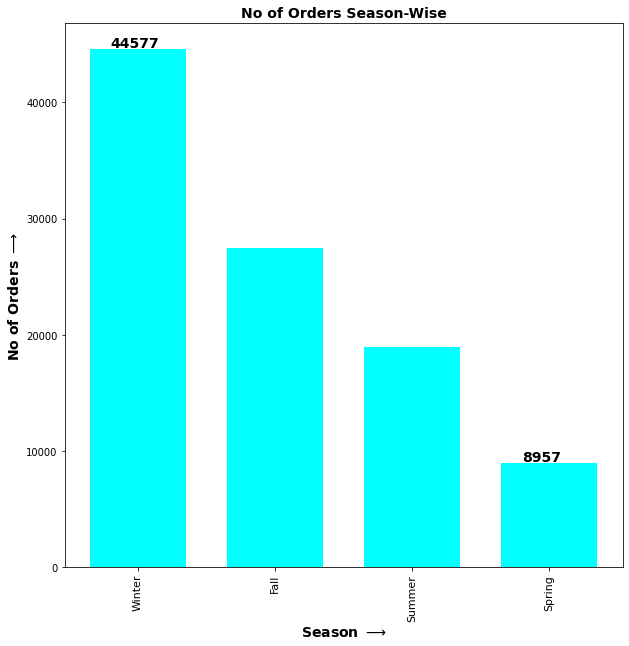 No of Orders Season-Wise
44577
40000
30000
20000
10000
0
8957
No of Orders ⟶
Winter
Fall
Summer
Spring
Season ⟶